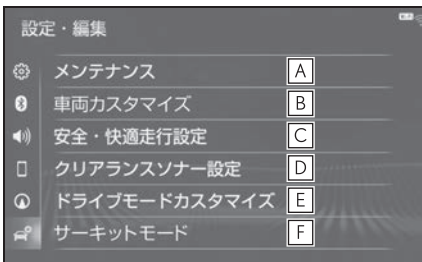 設定・編集
メンテナンス A
車両カスタマイズ B
安全・快適走行設定 C
クリアランスソナー設定 D
ドライブモードカスタマイズ E
サーキットモード F